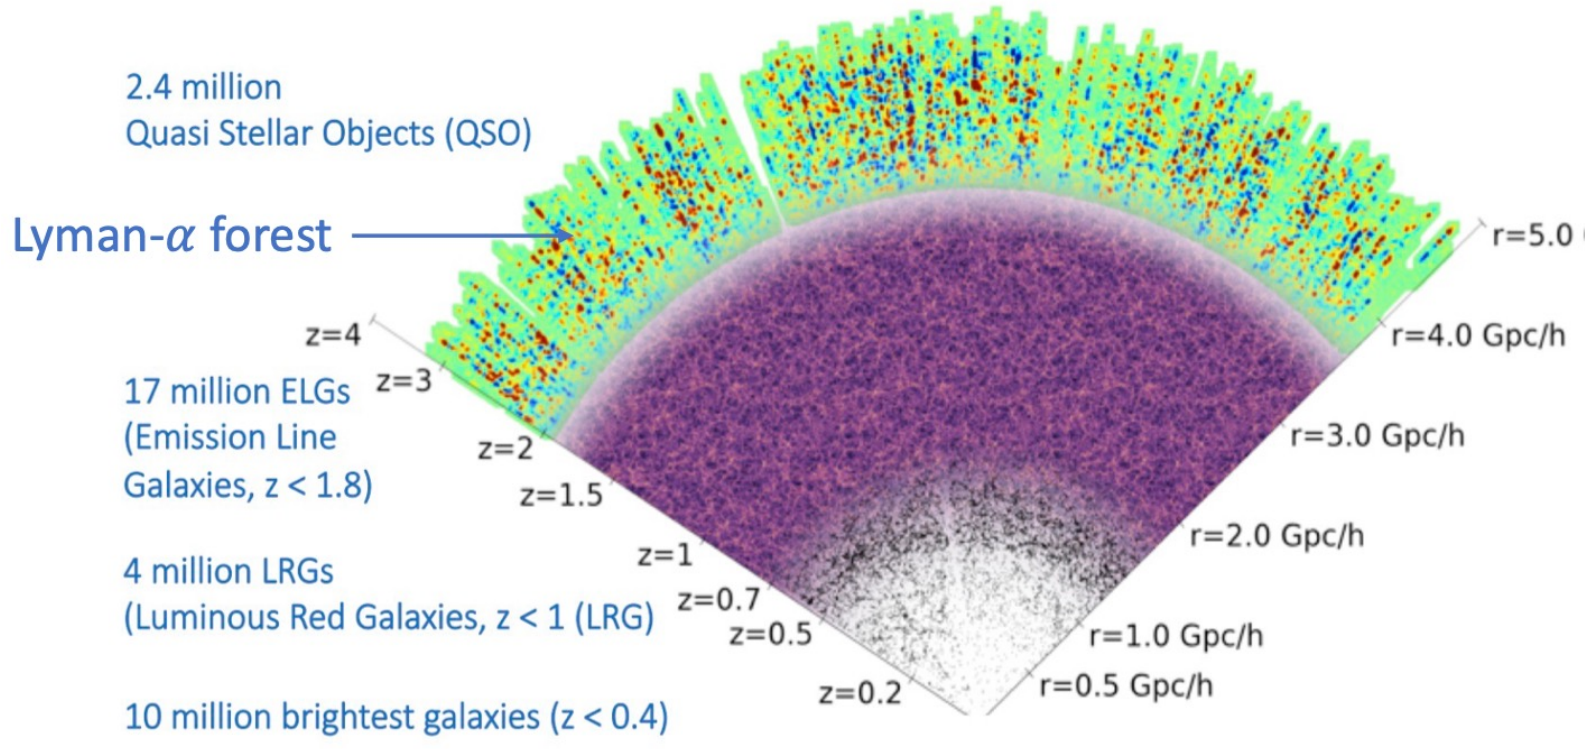 2.4 million
Quasi Stellar Objects (QSO)
Lyman-α forest
z=4
z=3
17 million ELGs
(Emission Line
Galaxies, z < 1.8)
z=2
z=1.5
4 million LRGs
(Luminous Red Galaxies, z < 1 (LRG)
z=1
z=0.7
z=0.5
z=0.2
10 million brightest galaxies (z < 0.4)
r=5.0
r=4.0 Gpc/h
r=3.0 Gpc/h
r=2.0 Gpc/h
r=1.0 Gpc/h
r=0.5 Gpc/h